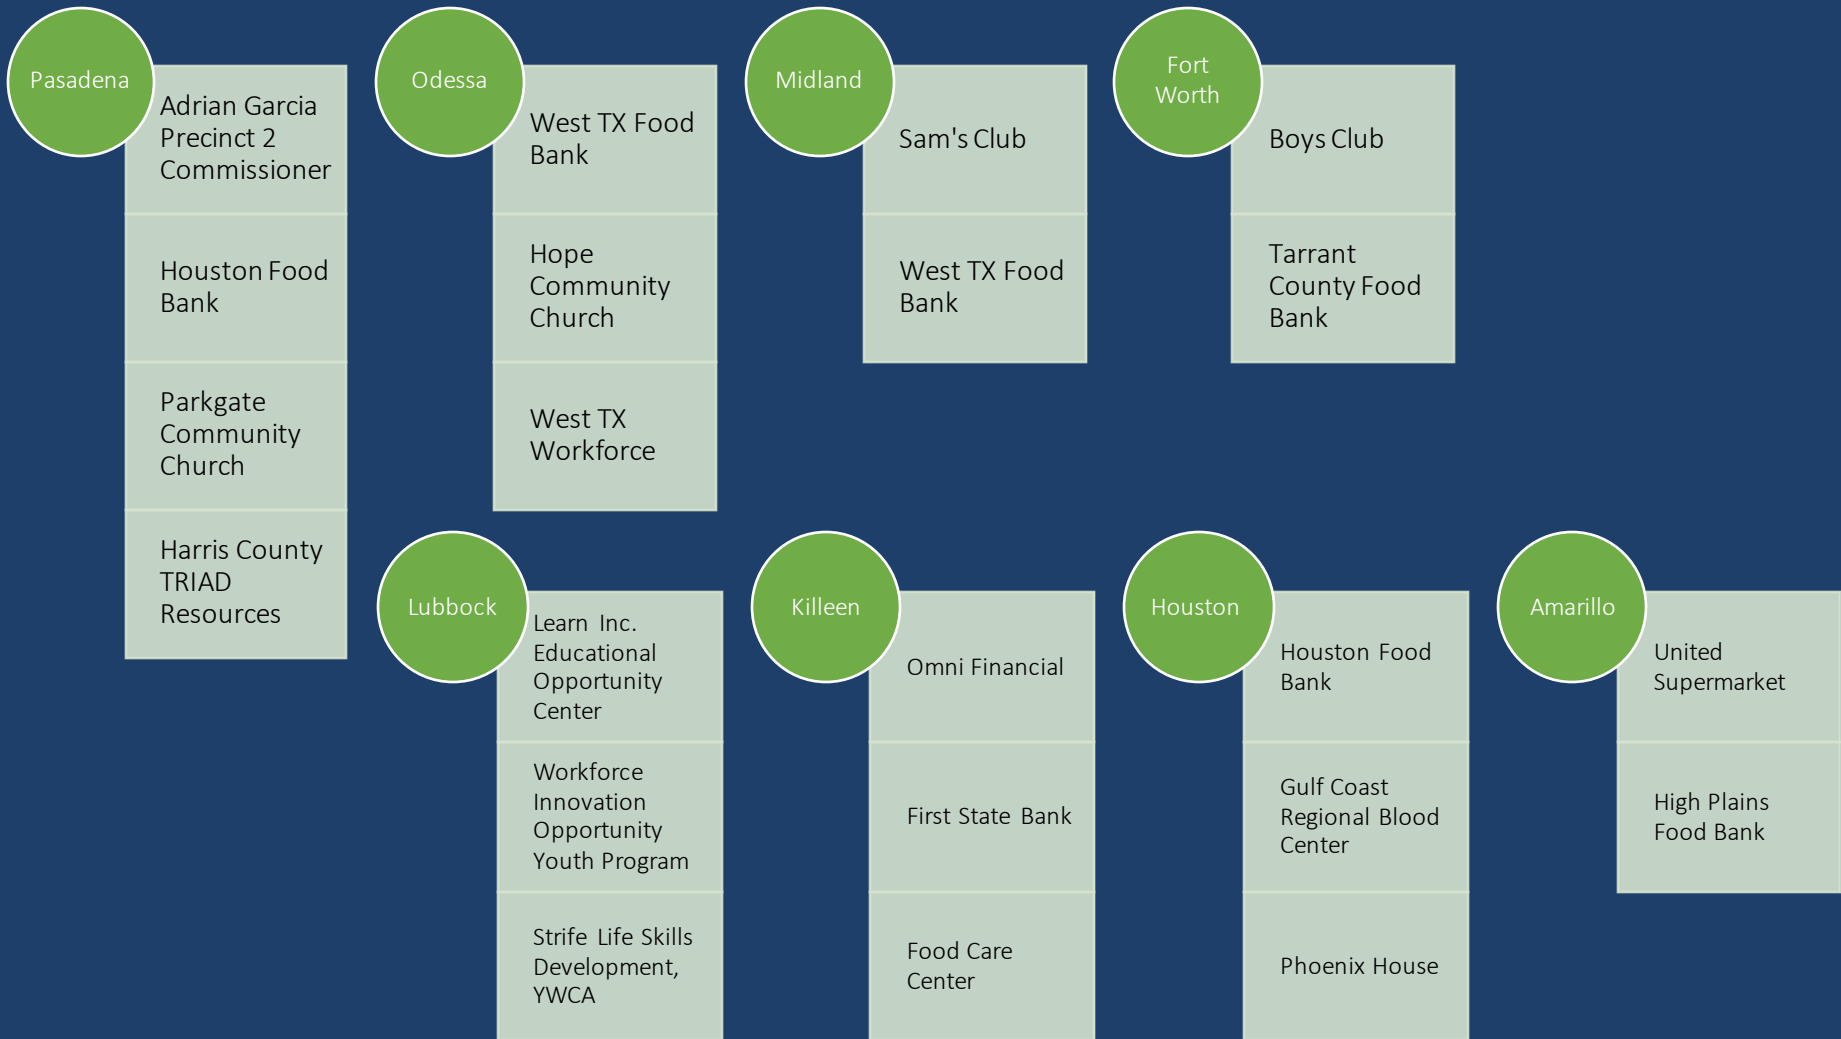 Pasadena
Adrian Garcia
Precinct 2
Commissioner
Houston Food
Bank
Parkgate
Community
Church
Harris County
TRIAD
Resources
Odessa
West TX Food
Bank
Hope
Community
Church
West TX
Workforce
Midland
Sam's Club
West TX Food
Bank
Fort
Worth
Boys Club
Tarrant
County Food
Bank
Lubbock
Learn Inc.
Educational
Opportunity
Center
Workforce
Innovation
Opportunity
Youth Program
Strife Life Skills
Development,
YWCA
Killeen
Omni Financial
First State Bank
Food Care
Center
Houston
Houston Food
Bank
Gulf Coast
Regional Blood
Center
Phoenix House
Amarillo
United
Supermarket
High Plains
Food Bank